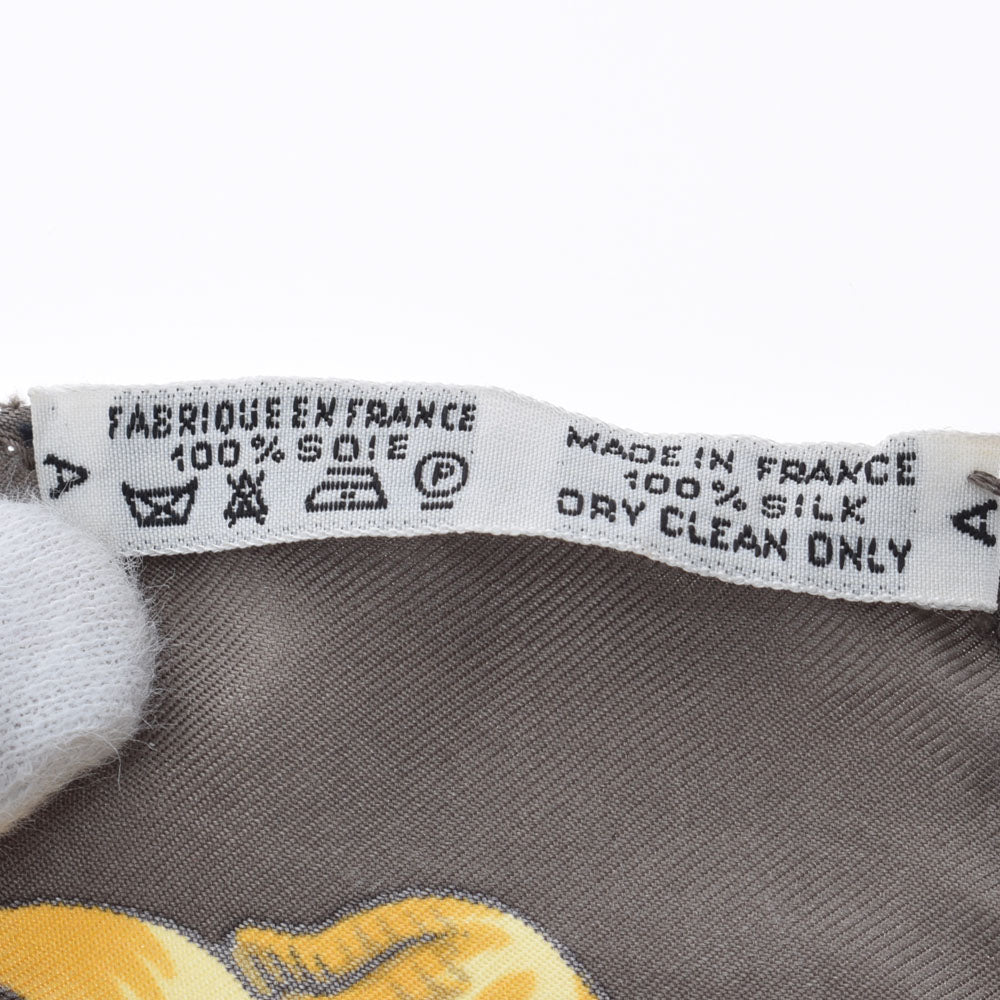 A
FABRIQUE EN FRANCE
100% SOIE
P
MADE IN FRANCE
100% SILK
DRY CLEAN ONLY
A